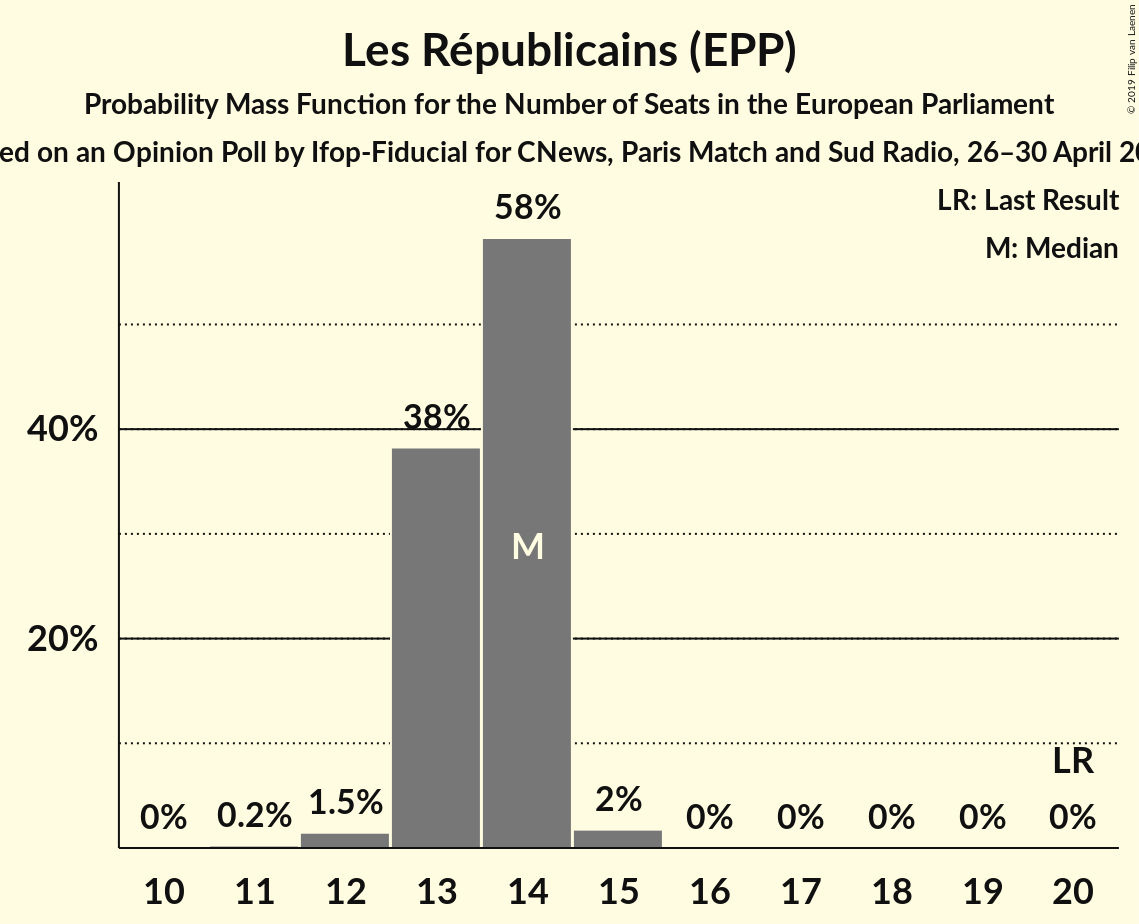 Les Républicains (EPP)
Probability Mass Function for the Number of Seats in the European Parliament
ed on an Opinion Poll by Ifop-Fiducial for CNews, Paris Match and Sud Radio, 26–30 April 20
© 2019 Filip van Laenen
LR: Last Result
M: Median
58%
38%
40%
M
20%
LR
0% 0.2% 1.5% 2% 0% 0% 0% 0% 0%
10 11 12 13 14 15 16 17 18 19 20